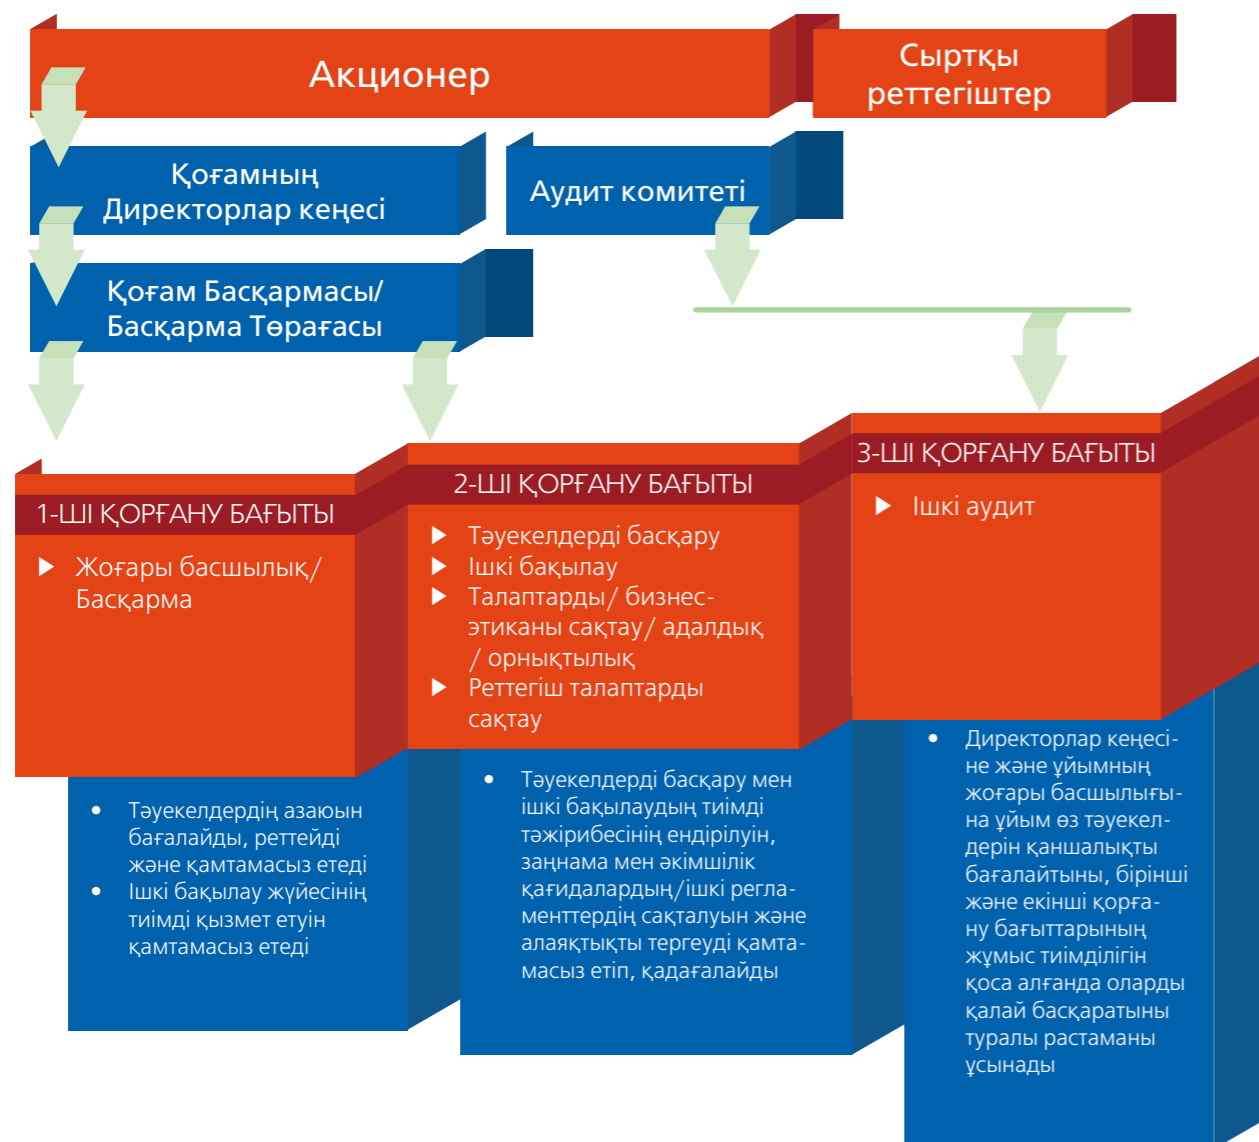 Акционер
Сыртқы
реттегіштер
Қоғамның
Директорлар кеңесі
Аудит комитеті
Қоғам Басқармасы/
Басқарма Төрағасы
1-ШІ ҚОРҒАНУ БАҒЫТЫ
Жоғары басшылық/
Басқарма
Тәуекелдердің азаюын
бағалайды, реттейді
және қамтамасыз етеді
Ішкі бақылау жүйесінің
тиімді қызмет етуін
қамтамасыз етеді
2-ШІ ҚОРҒАНУ БАҒЫТЫ
Тәуекелдерді басқару
Ішкі бақылау
Талаптарды/ бизнес-
этиканы сақтау/ адалдық
/ орнықтылық
Реттегіш талаптарды
сақтау
Тәуекелдерді басқару мен
ішкі бақылаудың тиімді
тәжірибесінің ендірілуін,
заңнама мен әкімшілік
қағидалардың/ішкі регла-
менттердің сақталуын және
алаяқтықты тергеуді қамта-
масыз етіп, қадағалайды
3-ШІ ҚОРҒАНУ БАҒЫТЫ
Ішкі аудит
Директорлар кеңесі-
не және ұйымның
жоғары басшылығы-
на ұйым өз тәуекел-
дерін қаншалықты
бағалайтыны, бірінші
және екінші қорға-
ну бағыттарының
жұмыс тиімділігін
қоса алғанда оларды
қалай басқаратыны
туралы растаманы
ұсынады